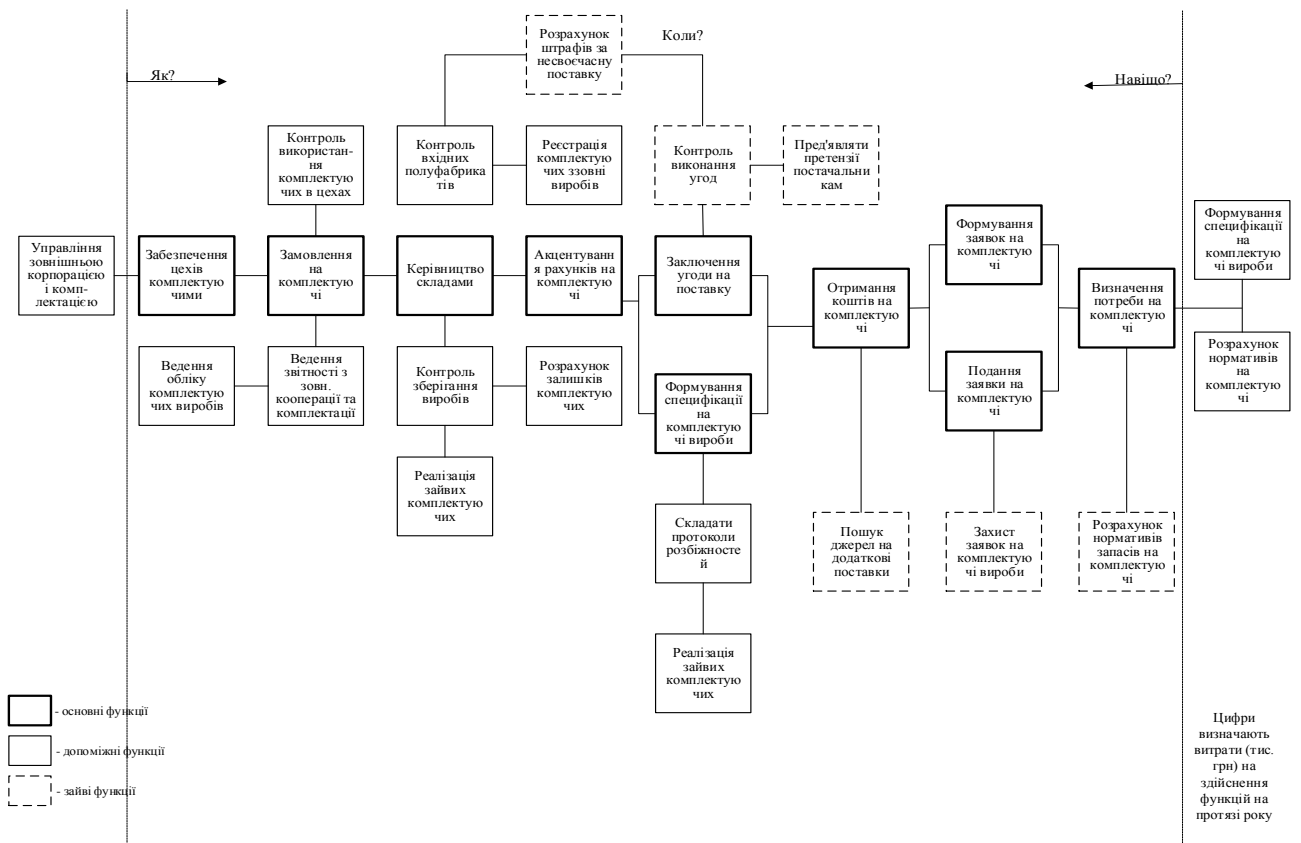 Розрахунок
штрафів за
несвоєчасну
поставку
Коли?
Як?
Навіщо?
Контроль
використан-
ня
комплектую
чих в цехах
Контроль
вхідних
полуфабрика
тів
Реєстрація
комплектую
чих ззовні
виробів
Контроль
виконання
угод
Пред'являти
претензії
постачальни
кам
Управління
зовнішньою
корпорацією
і комп-
лектацією
Забезпечення
цехів
комплектую
чими
Замовлення
на
комплектую
чі
Керівництво
складами
Акцентуванн
я рахунків на
комплектую
чі
Заключення
угоди на
поставку
Отримання
коштів на
комплектую
чі
Формування
заявок на
комплектую
чі
Визначення
потреби на
комплектую
чі
Формування
специфікації
на
комплектую
чі вироби
Ведення
обліку
комплектую
чих виробів
Ведення
звітності з
зовн.
кооперації та
комплектації
Контроль
зберігання
виробів
Розрахунок
залишків
комплектую
чих
Формування
специфікації
на
комплектую
чі вироби
Подання
заявки на
комплектую
чі
Розрахунок
нормативів
на
комплектую
чі
Реалізація
зайвих
комплектую
чих
Складати
протоколи
розбіжносте
й
Пошук
джерел на
додаткові
поставки
Захист
заявок на
комплектую
чі вироби
Розрахунок
нормативів
запасів на
комплектую
чі
Реалізація
зайвих
комплектую
чих
- основні функції
- допоміжні функції
- зайві функції
Цифри
визначають
витрати (тис.
грн) на
здійснення
функцій на
протязі року